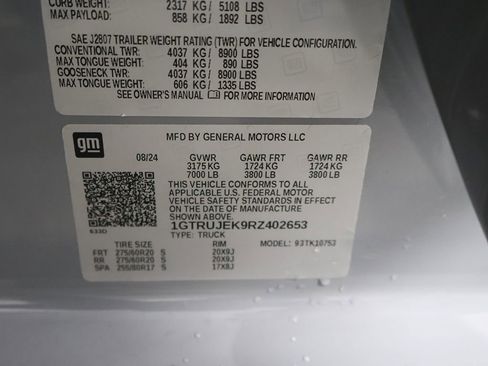 CURB WEIGHT: 2317 KG / 5108 LBS
MAX PAYLOAD: 858 KG / 1892 LBS
SAE J2807 TRAILER WEIGHT RATING (TWR) FOR VEHICLE CONFIGURATION.
CONVENTIONAL TWR: 4037 KG / 8900 LBS
MAX TONGUE WEIGHT: 404 KG / 890 LBS
GOOSENECK TWR: 4037 KG / 8900 LBS
MAX TONGUE WEIGHT: 606 KG / 1335 LBS
SEE OWNER'S MANUAL FOR MORE INFORMATION
gm
MFD BY GENERAL MOTORS LLC
08/24 GVWR GAWR FRT GAWR RR
3175 KG 1724 KG 1724 KG
7000 LB 3800 LB 3800 LB
THIS VEHICLE CONFORMS TO ALL
APPLICABLE U.S. FEDERAL MOTOR
VEHICLE SAFETY STANDARDS IN EFFECT
ON THE DATE OF MANUFACTURE
SHOWN ABOVE.
1GTRUJEK9RZ402653
TYPE: TRUCK MODEL: 93TK10753
TIRE SIZE RIM
FRT 275/60R20 S 20X9J
RR 275/60R20 S 20X9J
SPA 255/80R17 S 17X8J